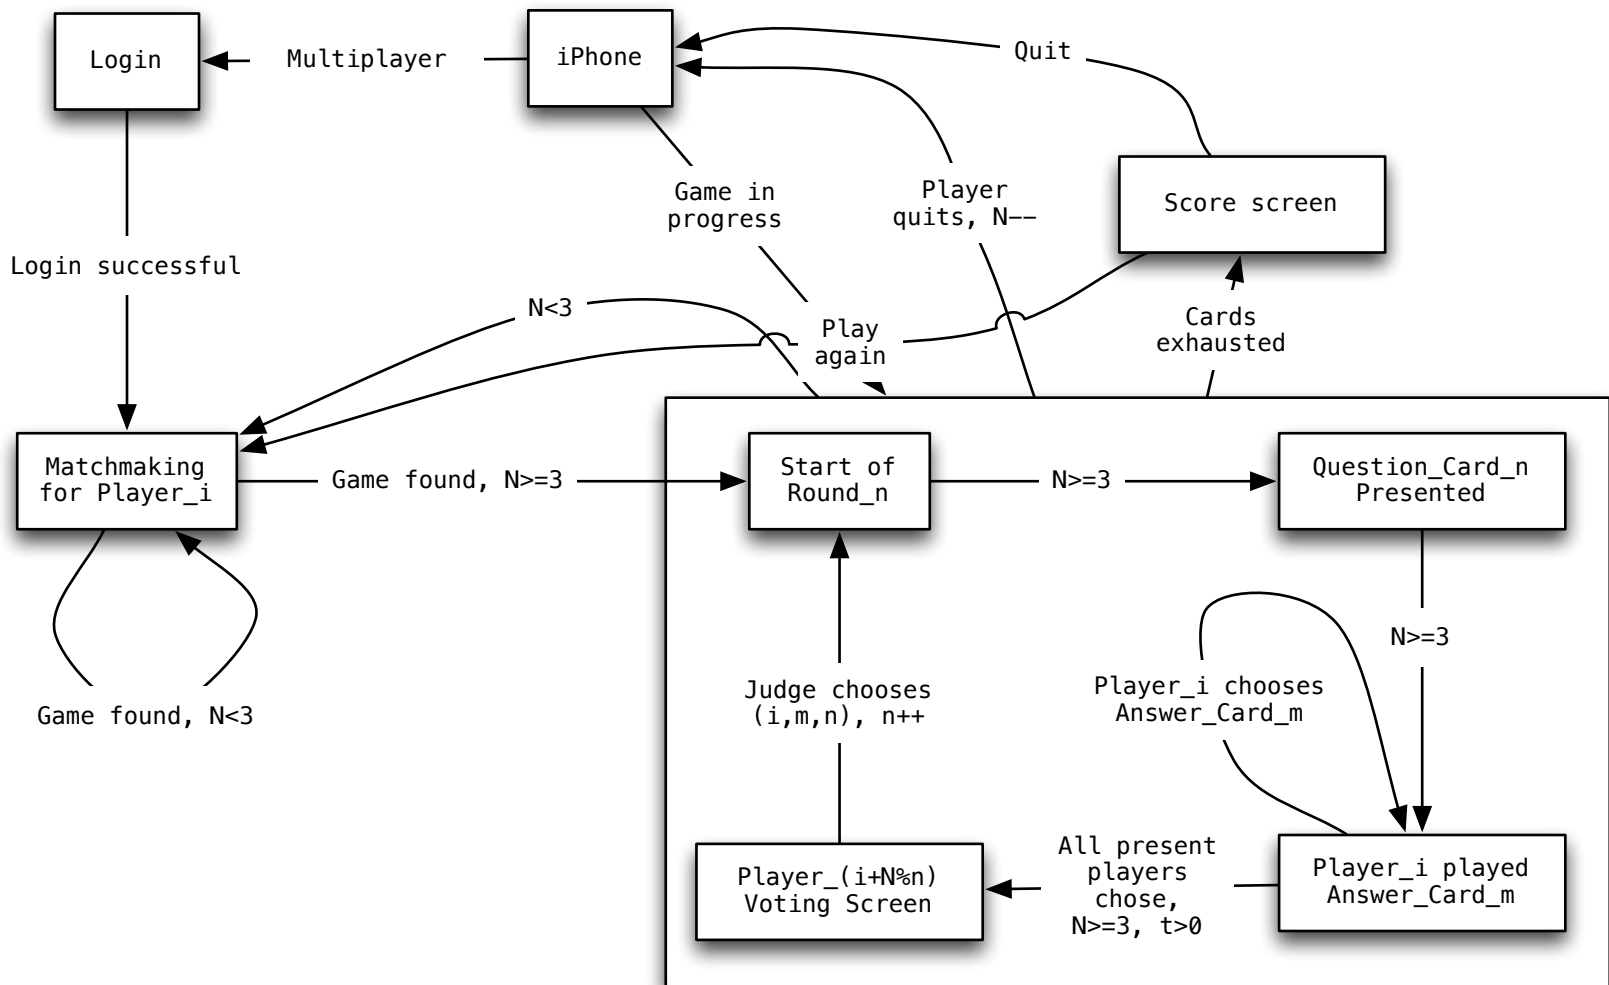 Login
Multiplayer
iPhone
Quit
Game in
progress
Player
quits, N--
Score screen
Login successful
N<3
Play
again
Cards
exhausted
Matchmaking
for Player_i
Game found, N>=3
Start of
Round_n
N>=3
Question_Card_n
Presented
N>=3
Game found, N<3
Judge chooses
(i,m,n), n++
Player_i chooses
Answer_Card_m
Player_(i+N%n)
Voting Screen
All present
players
chose,
N>=3, t>0
Player_i played
Answer_Card_m